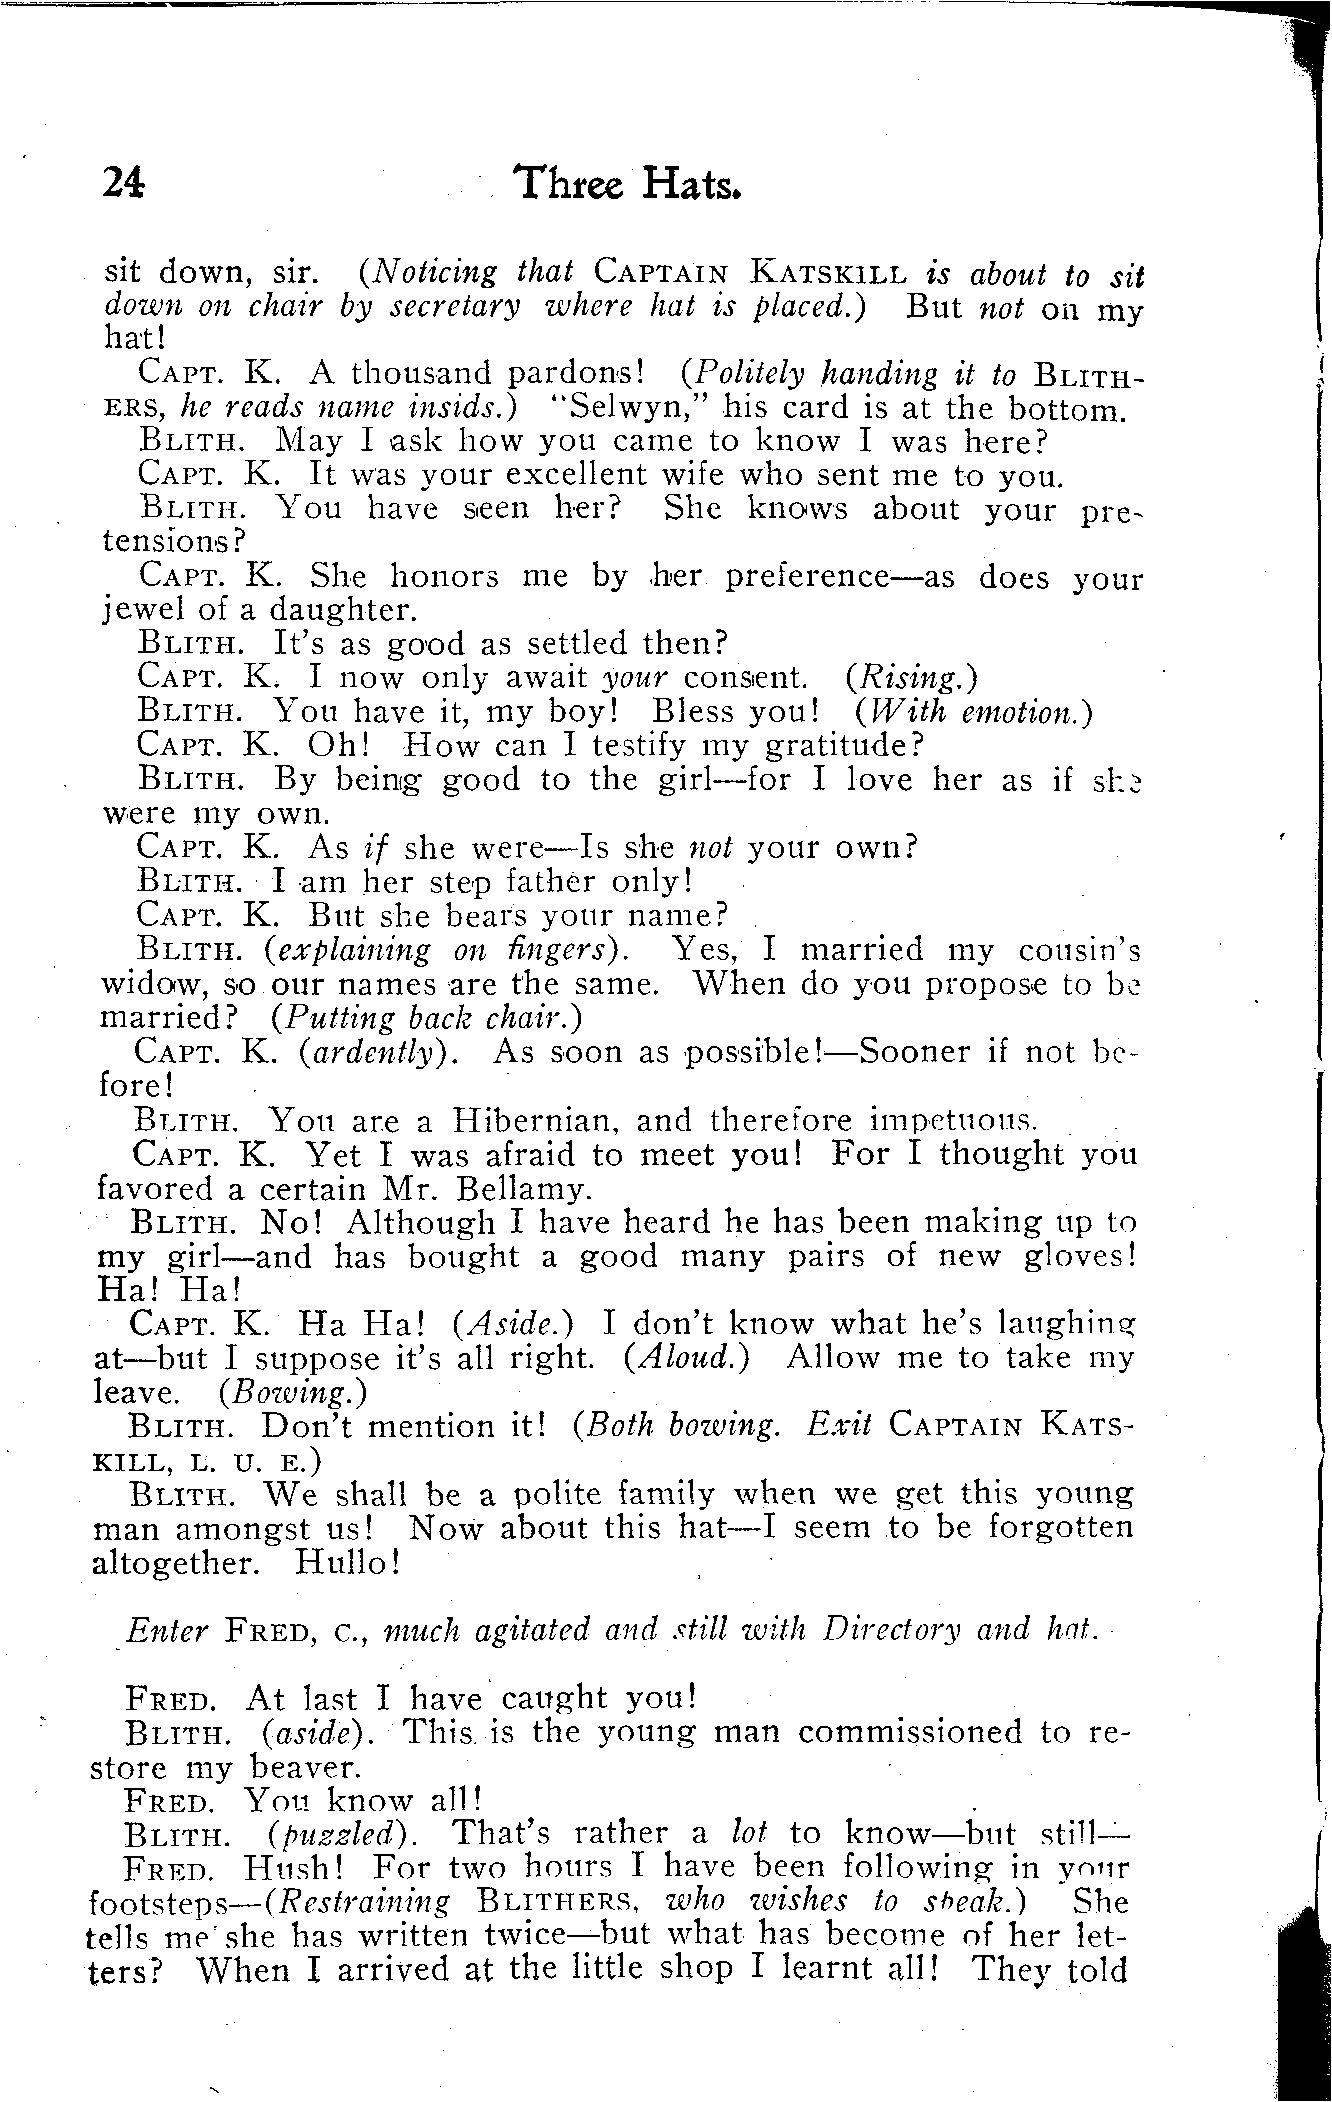 24 Three Hats.
sit down, sir. (Noticing that CAPTAIN KATSKILL is about to sit
down on chair by secretary where hat is placed.) But not on my
hat!
CAPT. K. A thousand pardons! (Politely handing it to BLITH-
ERS, he reads name insids.) "Selwyn," his card is at the bottom.
BLITH. May I ask how you came to know I was here?
CAPT. K. It was your excellent wife who sent me to you.
BLITH. You have seen her? She knows about your pre-
tensions?
CAPT. K. She honors me by her preference—as does your
jewel of a daughter.
BLITH. It's as good as settled then?
CAPT. K. I now only await your consent. (Rising.)
BLITH. You have it, my boy! Bless you! (With emotion.)
CAPT. K. Oh! How can I testify my gratitude?
BLITH. By being good to the girl—for I love her as if she
were my own.
CAPT. K. As if she were—Is she not your own?
BLITH. I am her step father only!
CAPT. K. But she bears your name?
BLITH. (explaining on fingers). Yes, I married my cousin's
widow, so our names are the same. When do you propose to be
married? (Putting back chair.)
CAPT. K. (ardently). As soon as possible!—Sooner if not be-
fore!
BLITH. You are a Hibernian, and therefore impetuous.
CAPT. K. Yet I was afraid to meet you! For I thought you
favored a certain Mr. Bellamy.
BLITH. No! Although I have heard he has been making up to
my girl—and has bought a good many pairs of new gloves!
Ha! Ha!
CAPT. K. Ha Ha! (Aside.) I don't know what he's laughing
at—but I suppose it's all right. (Aloud.) Allow me to take my
leave. (Bowing.)
BLITH. Don't mention it! (Both bowing. Exit CAPTAIN KATS-
KILL, L. U. E.)
BLITH. We shall be a polite family when we get this young
man amongst us! Now about this hat—I seem to be forgotten
altogether. Hullo!
Enter FRED, C., much agitated and still with Directory and hat.
FRED. At last I have caught you!
BLITH. (aside). This is the young man commissioned to re-
store my beaver.
FRED. You know all!
BLITH. (puzzled). That's rather a lot to know—but still—
FRED. Hush! For two hours I have been following in your
footsteps—(Restraining BLITHERS, who wishes to speak.) She
tells me she has written twice—but what has become of her let-
ters? When I arrived at the little shop I learnt all! They told